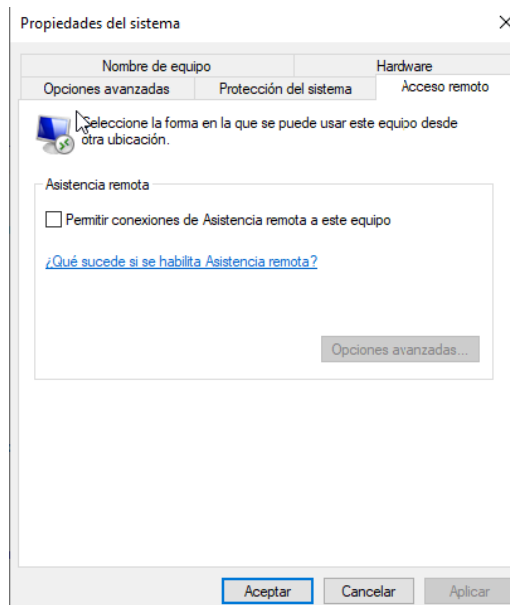 Propiedades del sistema
Nombre de equipo Hardware
Opciones avanzadas Protección del sistema Acceso remoto
Seleccione la forma en la que se puede usar este equipo desde
otra ubicación.
Asistencia remota
Permitir conexiones de Asistencia remota a este equipo
¿Qué sucede si se habilita Asistencia remota?
Opciones avanzadas...
Aceptar Cancelar Aplicar